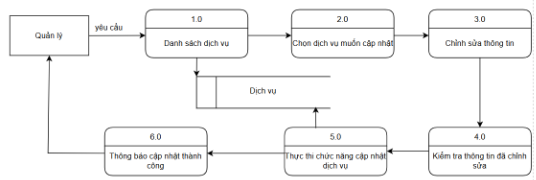 1.0
2.0
3.0
Quản lý
yêu cầu
Danh sách dịch vụ
Chọn dịch vụ muốn cập nhật
Chỉnh sửa thông tin
Dịch vụ
6.0
5.0
4.0
Thông báo cập nhật thành
công
Thực thi chức năng cập nhật
dịch vụ
Kiểm tra thông tin đã chỉnh
sửa